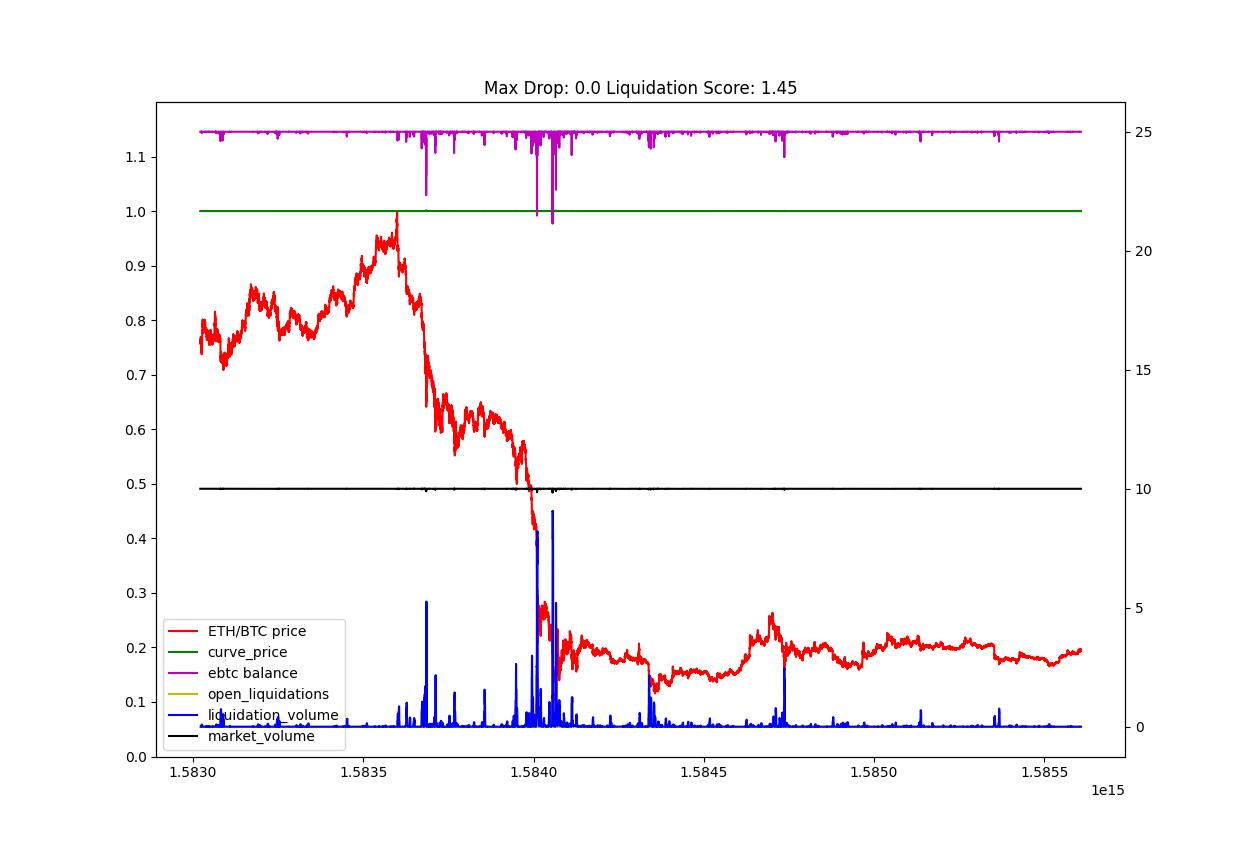 Max Drop: 0.0 Liquidation Score: 1.45
1.1
1.0
0.9
0.8
0.7
0.6
0.5
0.4
0.3
0.2
0.1
0.0
25
20
15
10
5
0
ETH/BTC price
curve_price
ebtc balance
open_liquidations
liquidation_volume
market_volume
1.5830 1.5835 1.5840 1.5845 1.5850 1.5855
1e15